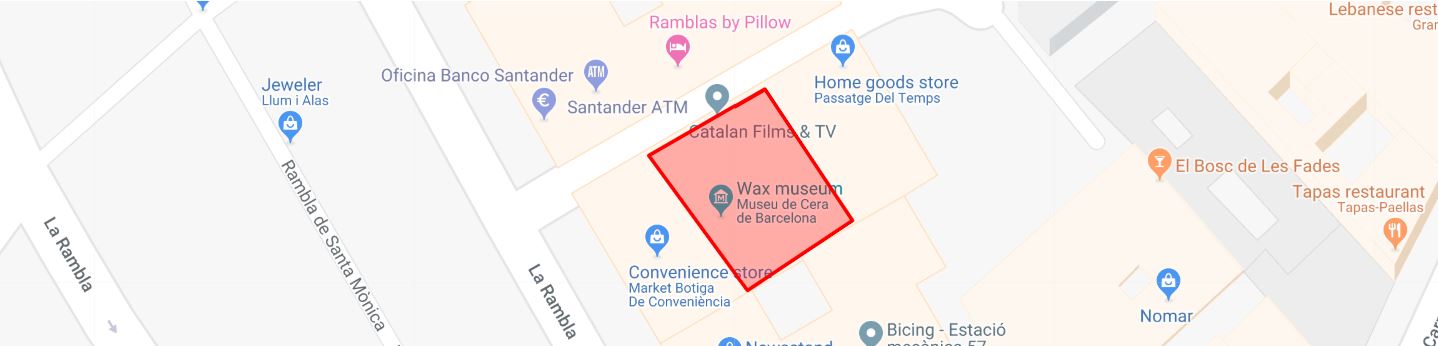 Lebanese rest
Gran
Ramblas by Pillow
Oficina Banco Santander
ATM
Home goods store
Passatge Del Temps
Jeweler
Llum i Alas
€
Santander ATM
Catalan Films & TV
El Bosc de Les Fades
Rambla de Santa Mònica
Wax museum
Museu de Cera
de Barcelona
Tapas restaurant
Tapas-Paellas
La Rambla
La Rambla
Convenience store
Market Botiga
De Conveniència
Nomar
Bicing - Estació
mecànica 57
Newsstand